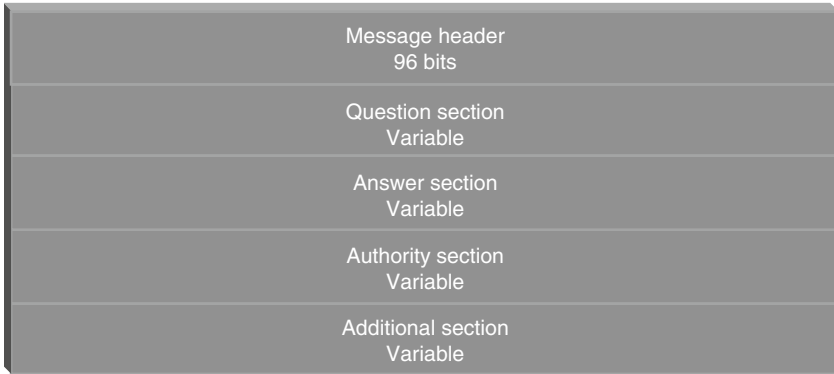 Message header
96 bits
Question section
Variable
Answer section
Variable
Authority section
Variable
Additional section
Variable